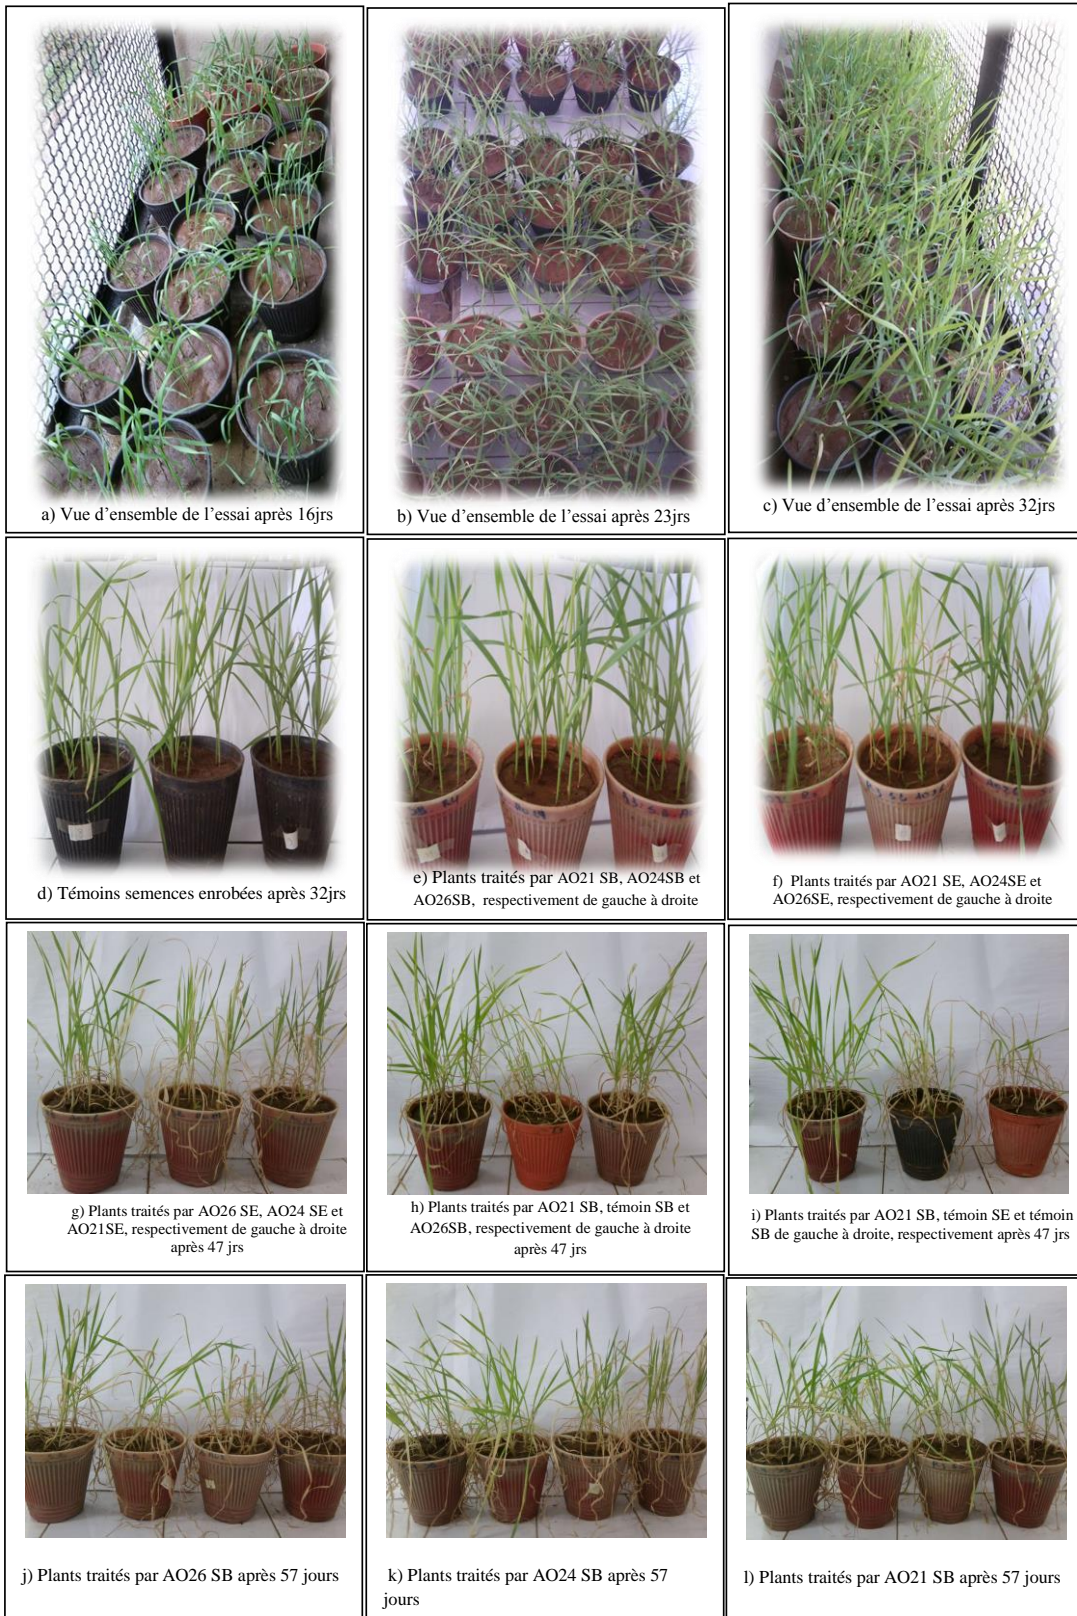 a) Vue d'ensemble de l'essai après 16jrs
b) Vue d'ensemble de l'essai après 23jrs
c) Vue d'ensemble de l'essai après 32jrs
d) Témoins semences enrobées après 32jrs
e) Plants traités par AO21 SB, AO24SB et
AO26SB, respectivement de gauche à droite
f) Plants traités par AO21 SE, AO24SE et
AO26SE, respectivement de gauche à droite
g) Plants traités par AO26 SE, AO24 SE et
AO21SE, respectivement de gauche à droite
après 47 jrs
h) Plants traités par AO21 SB, témoin SB et
AO26SB, respectivement de gauche à droite
après 47 jrs
i) Plants traités par AO21 SB, témoin SE et témoin
SB de gauche à droite, respectivement après 47 jrs
j) Plants traités par AO26 SB après 57 jours
k) Plants traités par AO24 SB après 57
jours
l) Plants traités par AO21 SB après 57 jours